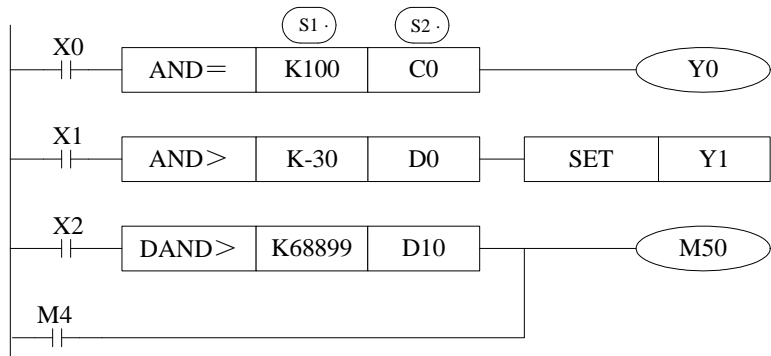 S1 · S2 ·
X0 AND= K100 C0 Y0
X1 AND> K-30 D0 SET Y1
X2 DAND> K68899 D10 M50
M4